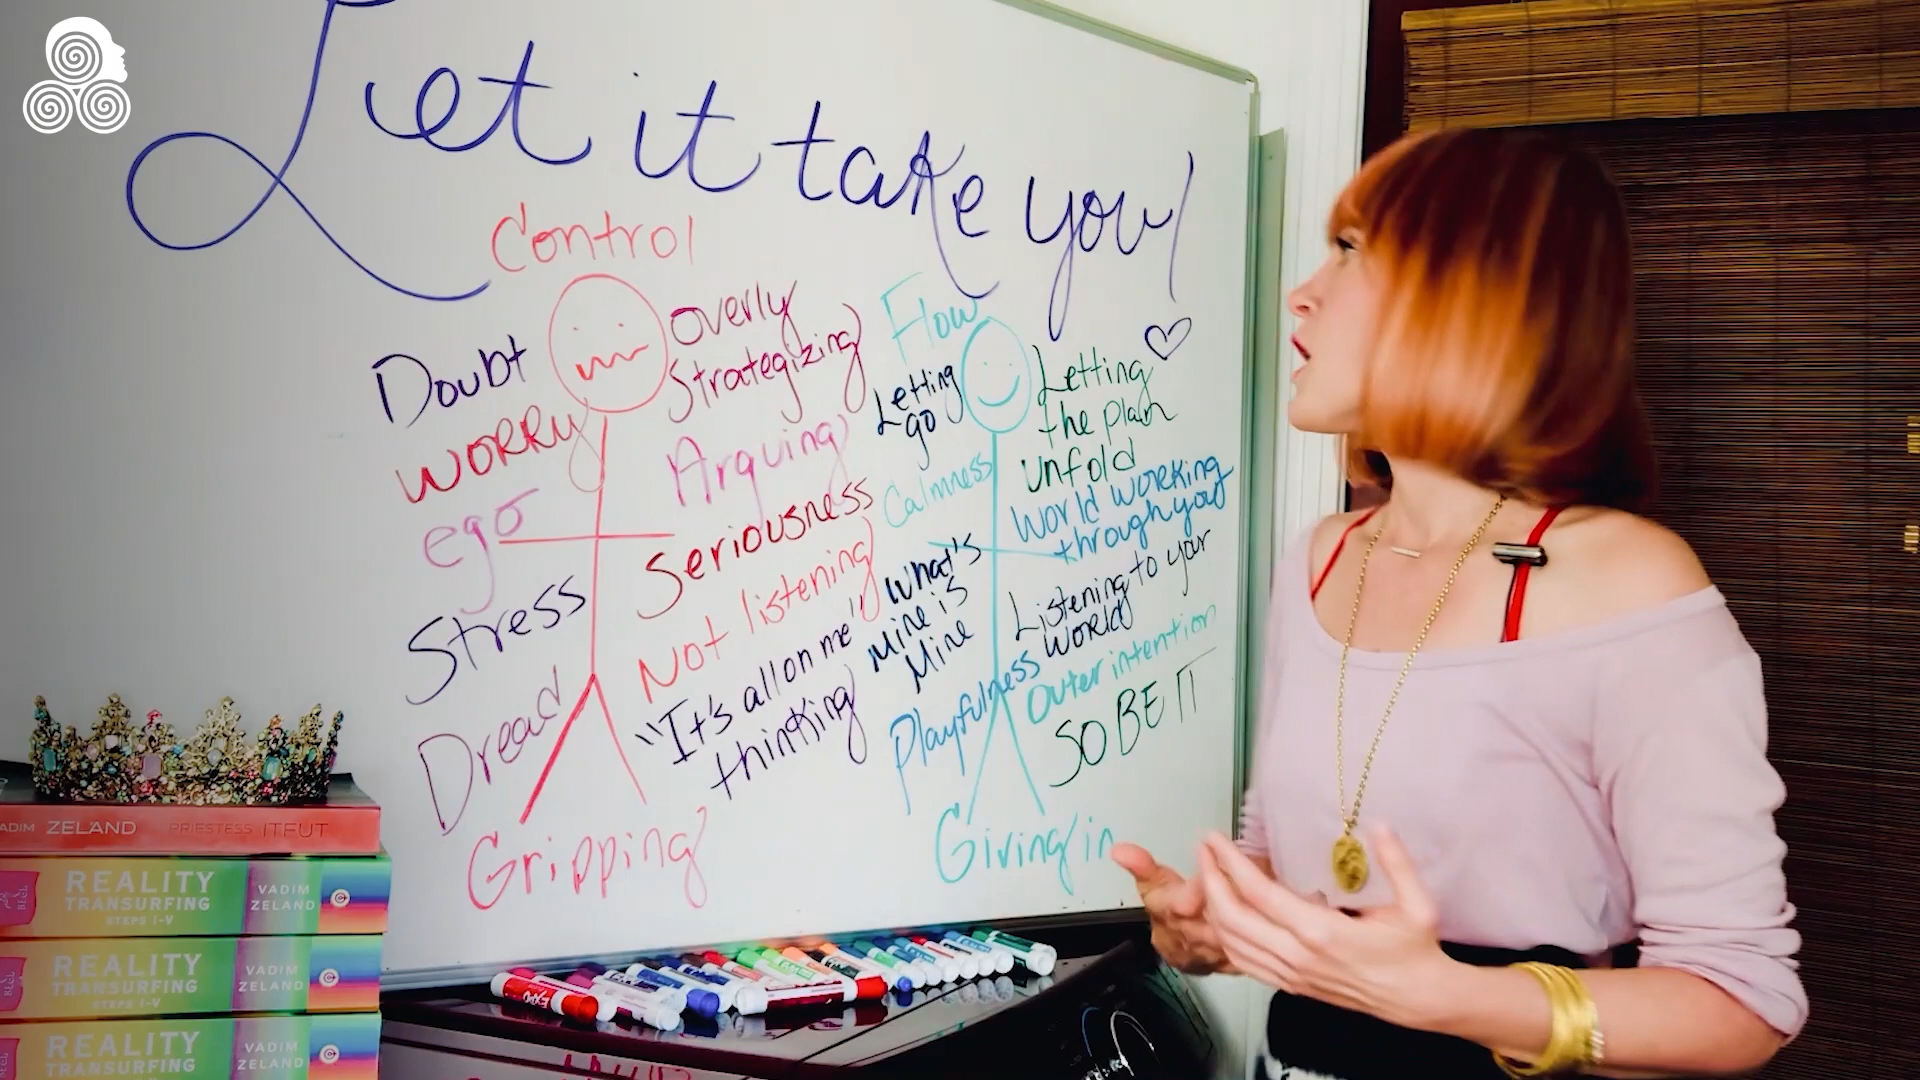 Let it take you!
Control
Doubt
WORRY
ego
Stress
Dread
Gripping
Overly
Strategizing
Arguing
Seriousness
Not listening
"It's all on me"
thinking
Flow
Letting
go
Calmness
What's
Mine is
Mine
Playfulness
Letting
the plan
unfold
World working
through you
Listening to your
World
Outer intention
SO BE IT
Giving in
ADIM ZELAND PRIESTESS ITFUT
REALITY
TRANSURFING
STEPS I-V
VADIM
ZELAND
REALITY
TRANSURFING
STEPS I-V
VADIM
ZELAND
REALITY
TRANSURFING
VADIM
ZELAND
EXPO